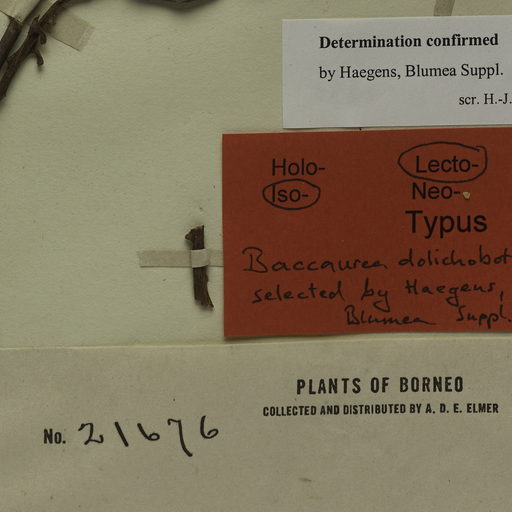 Determination confirmed
by Haegens, Blumea Suppl.
scr. H.-J.
Holo- Lecto-
Iso- Neo-
Typus
Baccaurea dolichobot
selected by Haegens,
Blumea Suppl.
PLANTS OF BORNEO
COLLECTED AND DISTRIBUTED BY A. D. E. ELMER
No. 21676